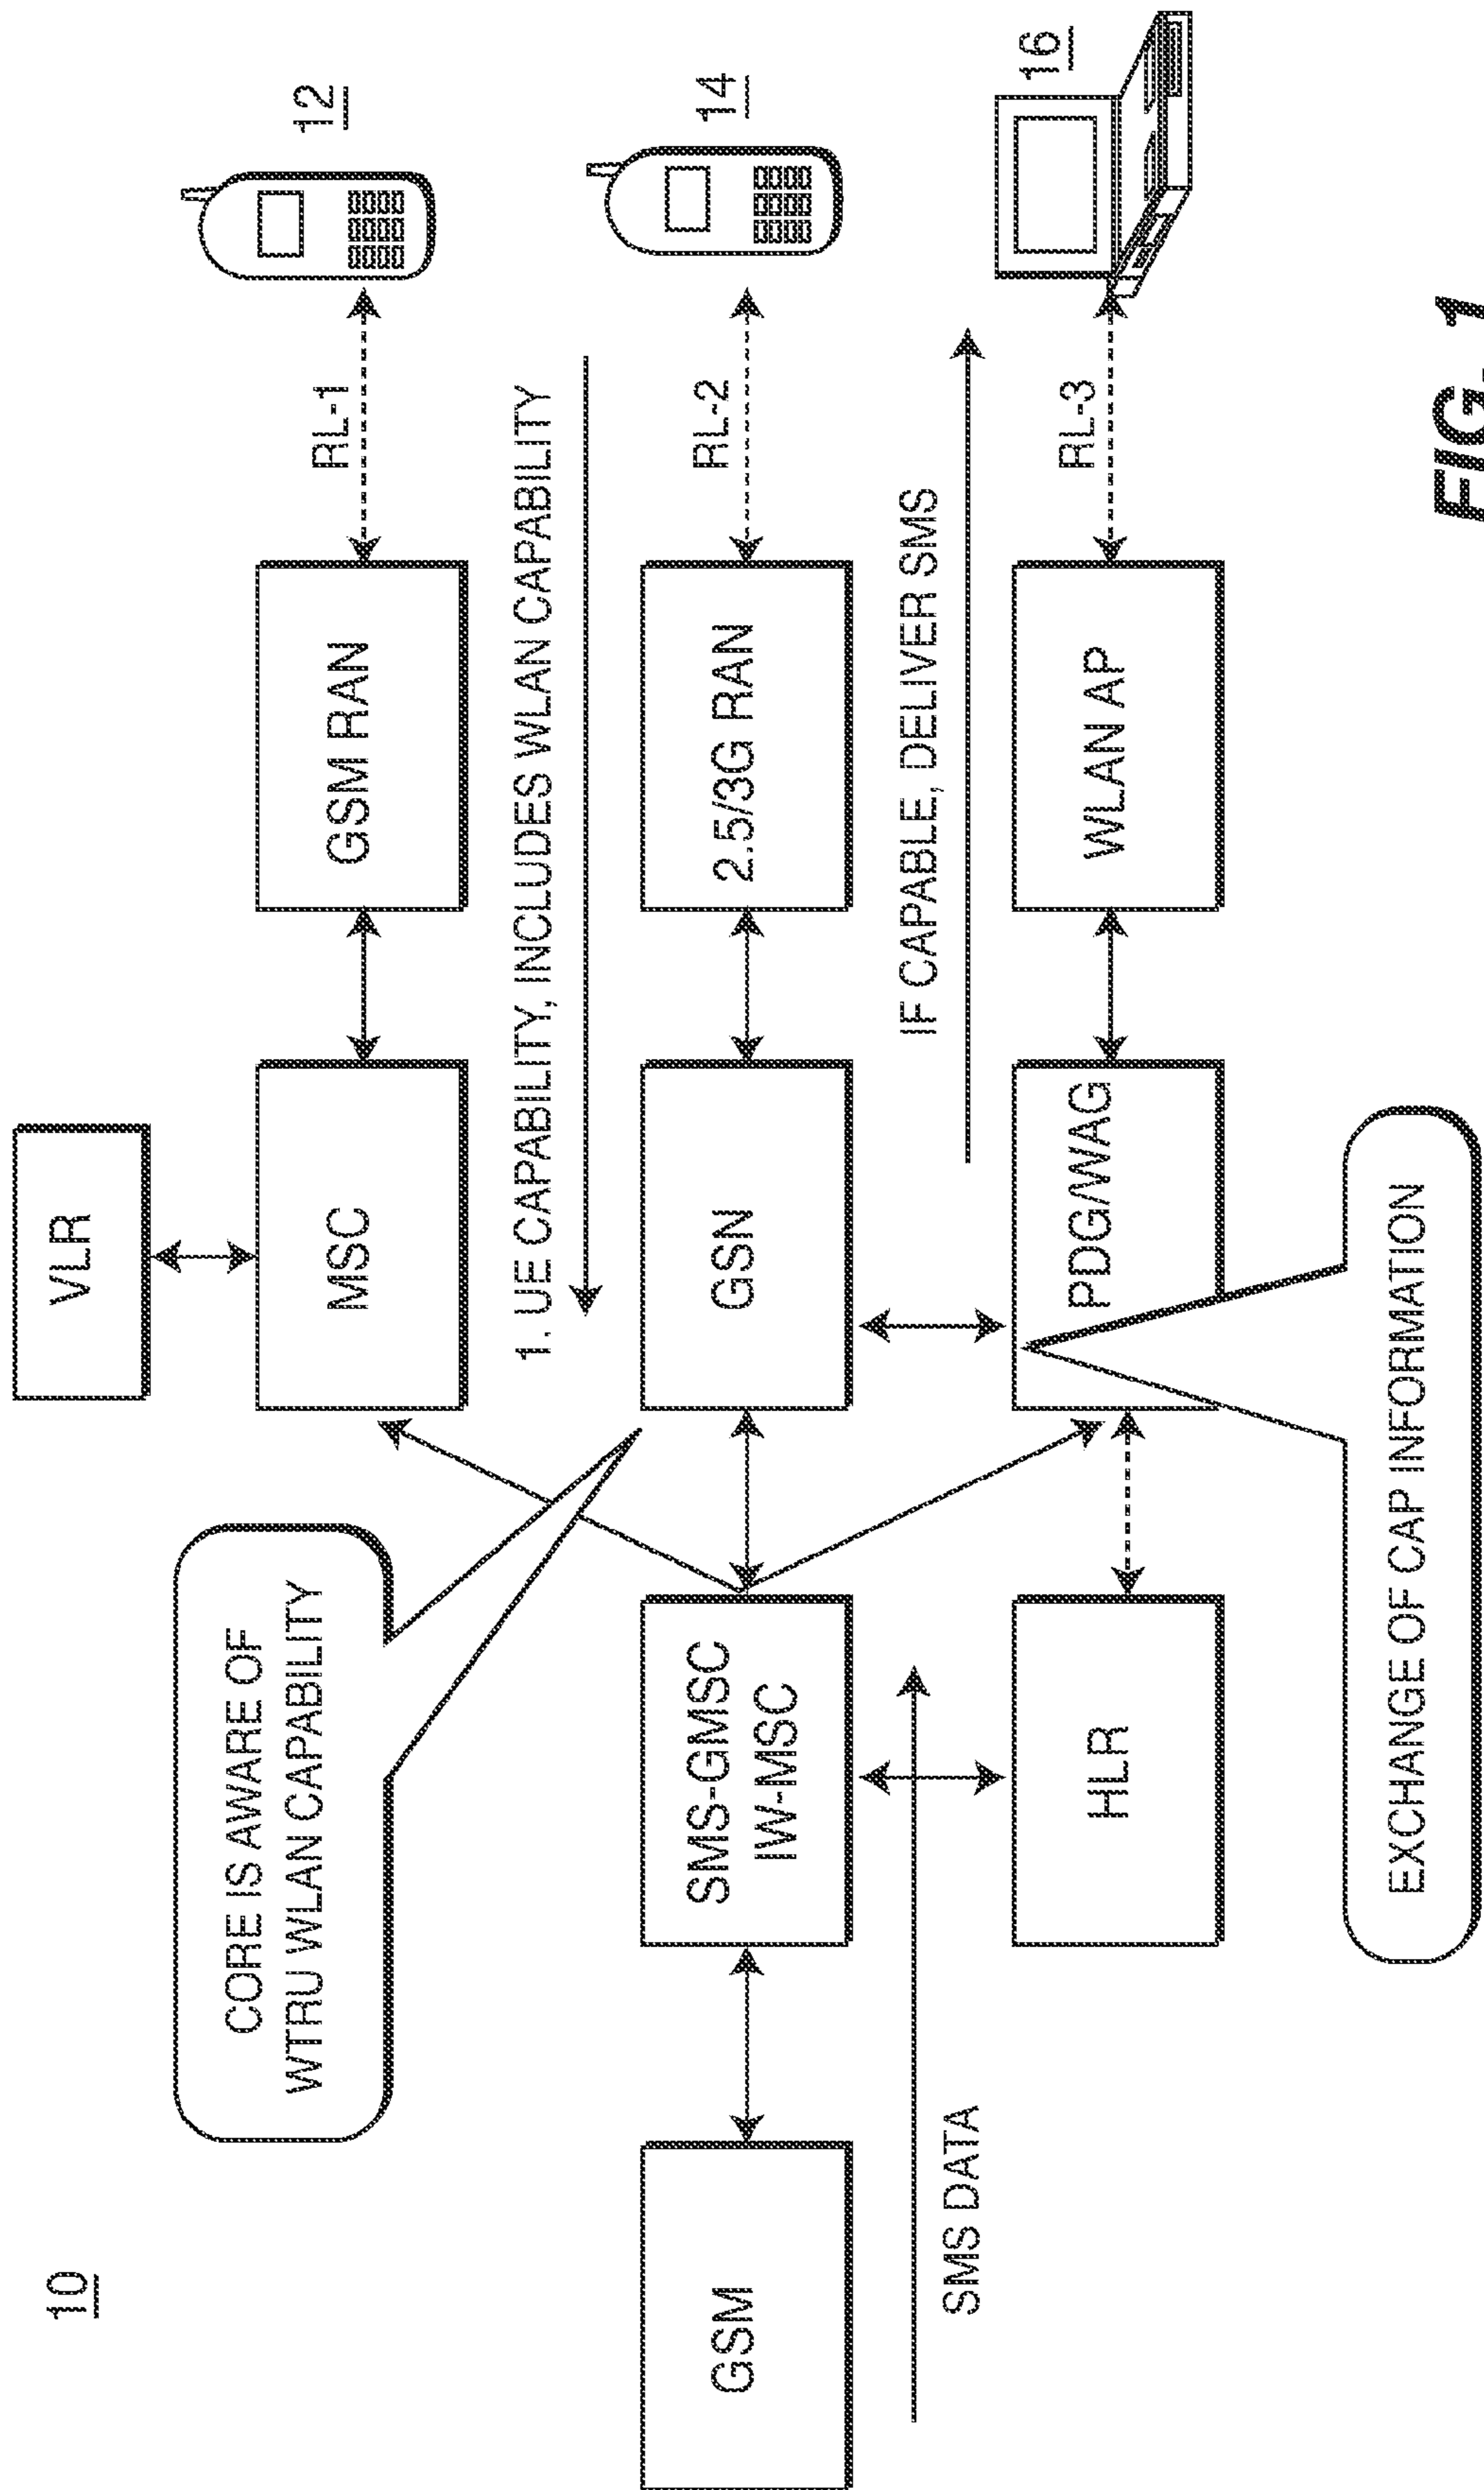 10
VLR
12
CORE IS AWARE OF
WTRU WLAN CAPABILITY
MSC
GSM RAN
RL-1
1. UE CAPABILITY, INCLUDES WLAN CAPABILITY
14
GSM
SMS-GMSC
IW-MSC
GSN
2.5/3G RAN
RL-2
SMS DATA
IF CAPABLE, DELIVER SMS
16
HLR
PDG/WAG
WLAN AP
RL-3
EXCHANGE OF CAP INFORMATION
FIG. 1